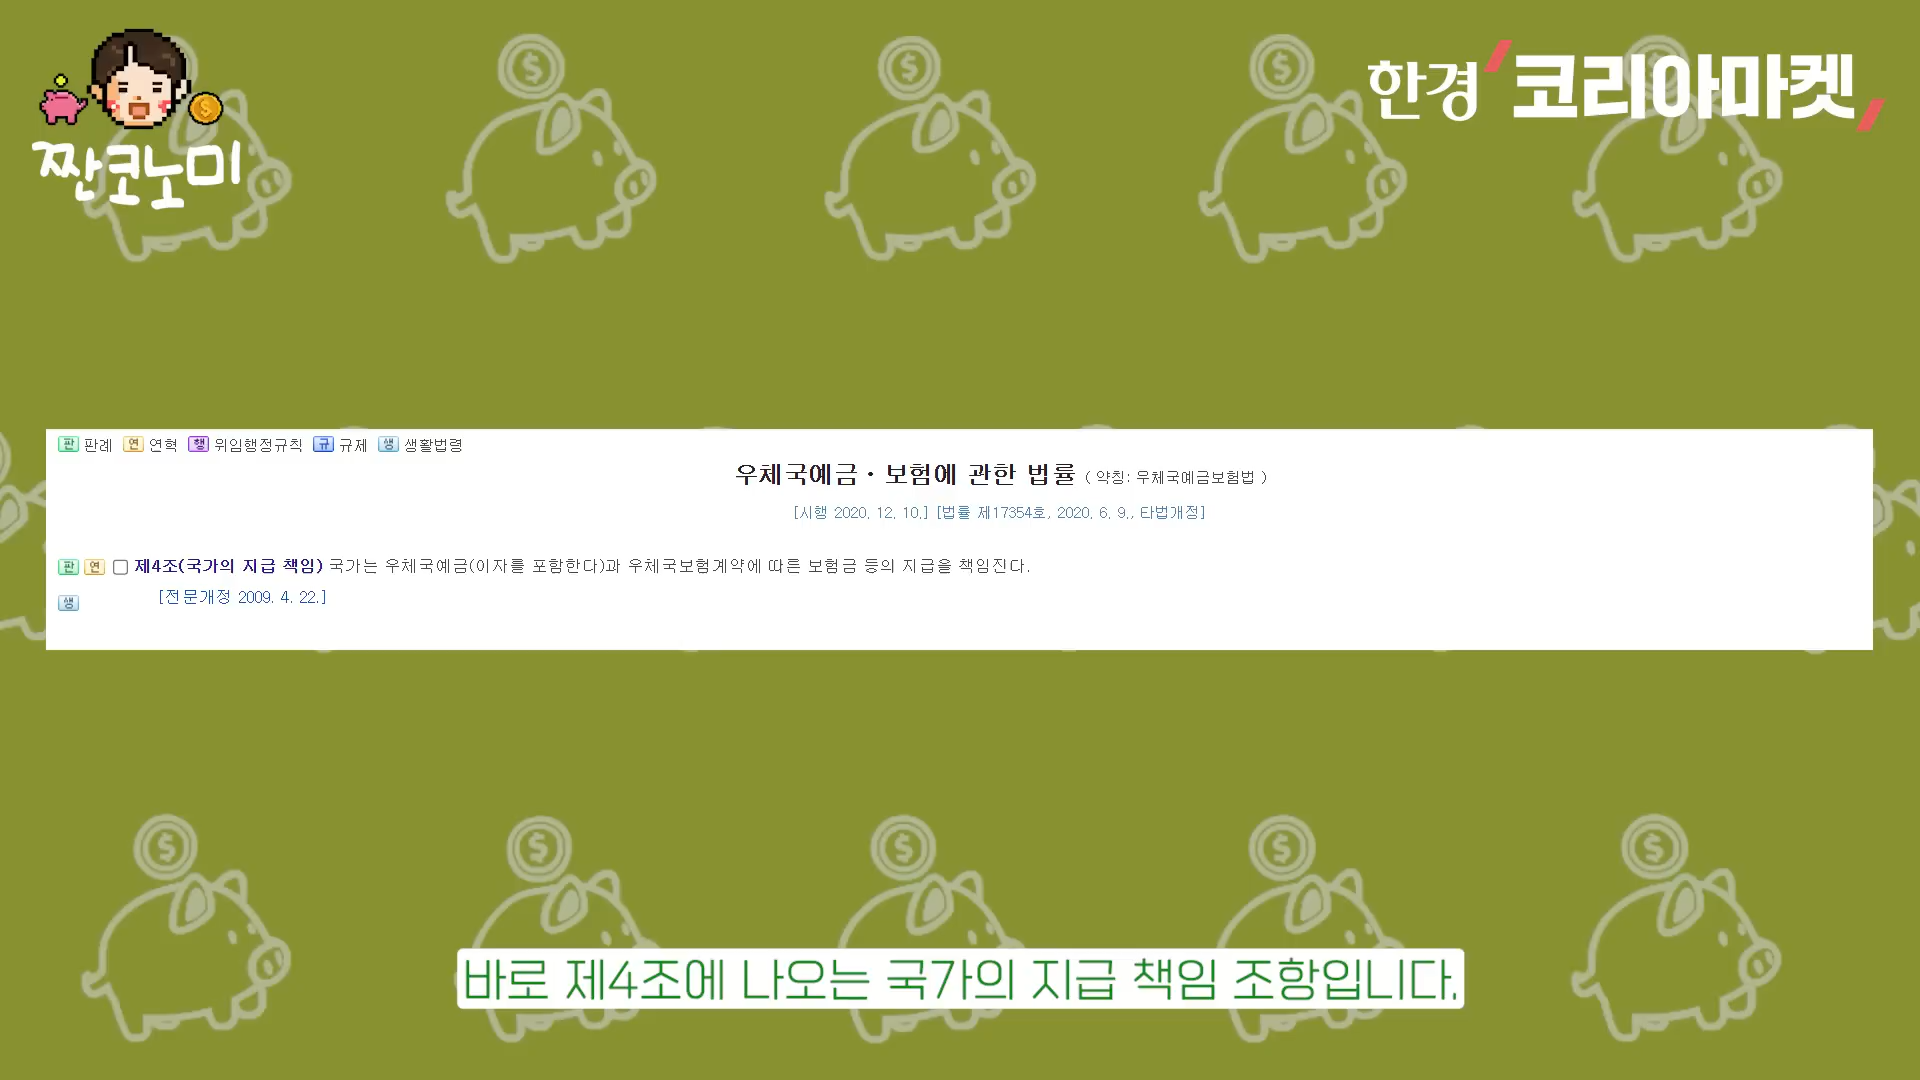 짠코노미
한경 코리아마켓
판 판례 연 연혁 행 위임행정규칙 규 규제 생 생활법령
우체국예금·보험에 관한 법률 ( 약칭: 우체국예금보험법 )
[시행 2020. 12. 10.] [법률 제17354호, 2020. 6. 9., 타법개정]
판 연 제4조(국가의 지급 책임) 국가는 우체국예금(이자를 포함한다)과 우체국보험계약에 따른 보험금 등의 지급을 책임진다.
생 [전문개정 2009. 4. 22.]
바로 제4조에 나오는 국가의 지급 책임 조항입니다.